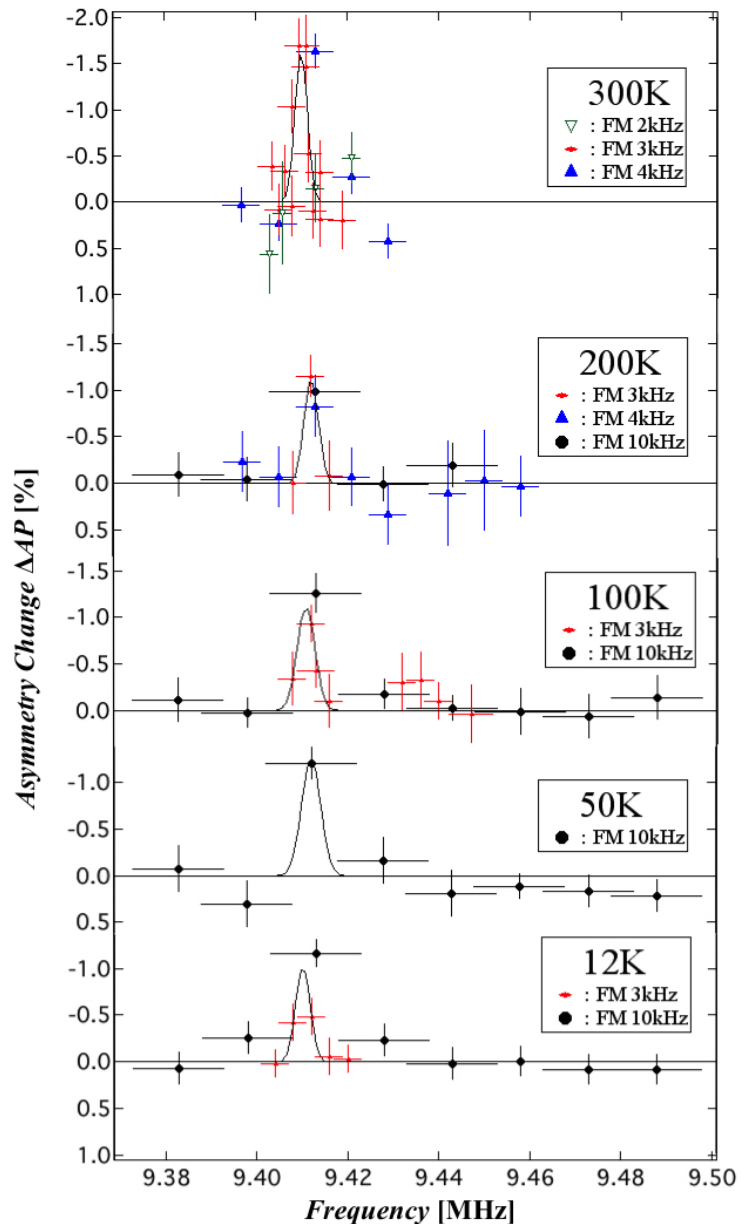 -2.0
-1.5
-1.0
-0.5
0.0
0.5
1.0
300K
: FM 2kHz
: FM 3kHz
: FM 4kHz
-1.5
-1.0
-0.5
0.0
0.5
200K
: FM 3kHz
: FM 4kHz
: FM 10kHz
-1.5
-1.0
-0.5
0.0
100K
: FM 3kHz
: FM 10kHz
-1.0
-0.5
0.0
0.5
50K
: FM 10kHz
-1.0
-0.5
0.0
0.5
1.0
12K
: FM 3kHz
: FM 10kHz
Asymmetry Change ΔAP [%]
9.38 9.40 9.42 9.44 9.46 9.48 9.50
Frequency [MHz]